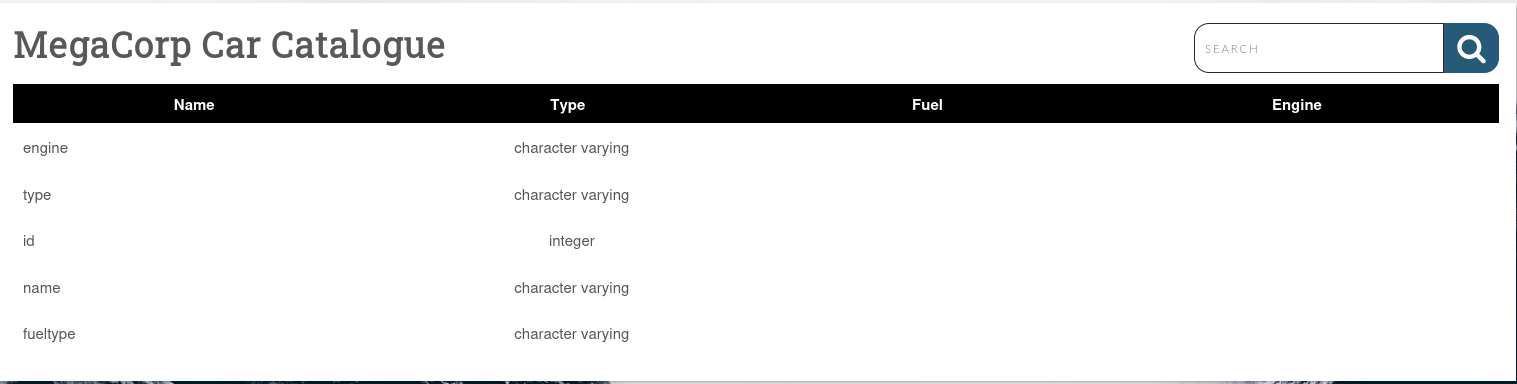 MegaCorp Car Catalogue
SEARCH
Name Type Fuel Engine
engine character varying
type character varying
id integer
name character varying
fueltype character varying